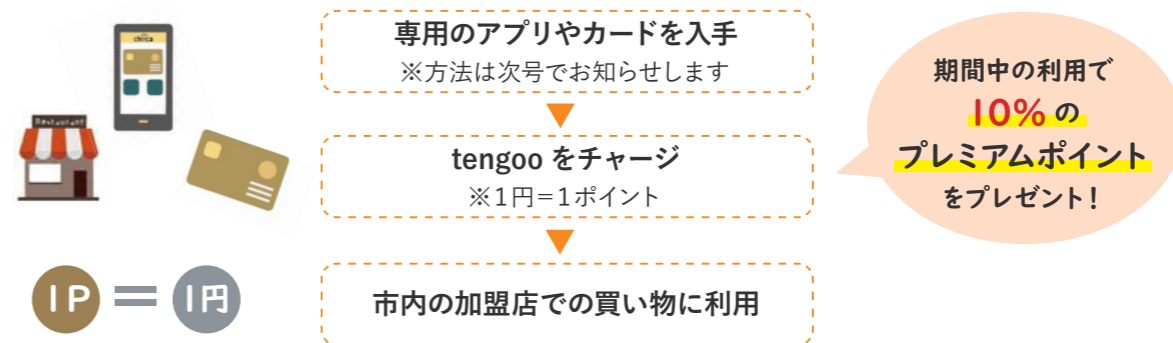 chiica
Restaurant
専用のアプリやカードを入手
※方法は次号でお知らせします
tengoo をチャージ
※1円＝1ポイント
市内の加盟店での買い物に利用
期間中の利用で
10% の
プレミアムポイント
をプレゼント！
1P ＝ 1円